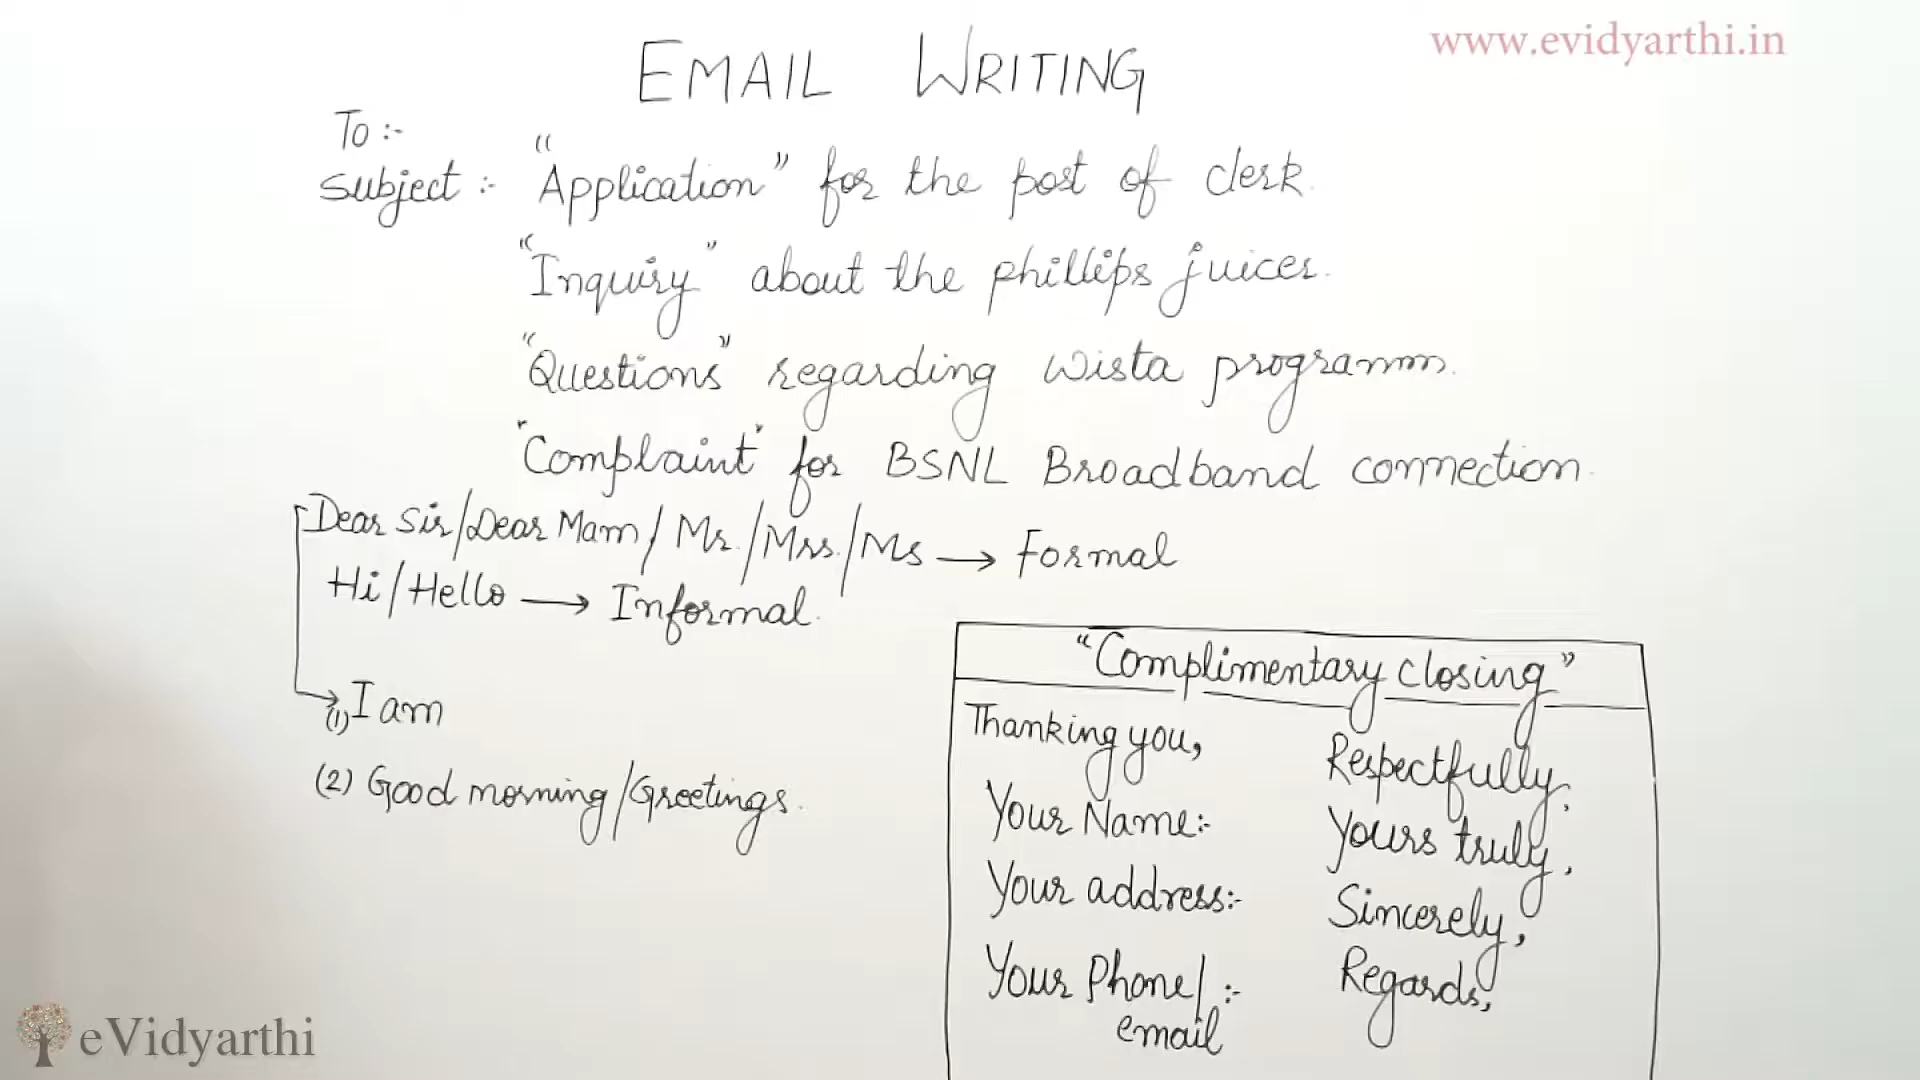 www.evidyarthi.in
EMAIL WRITING
To :-
Subject :- "Application" for the post of clerk.
"Inquiry" about the phillips juicer.
"Questions" regarding Wista programm.
"Complaint" for BSNL Broadband connection.
Dear Sir/Dear Mam/Mr./Mrs./Ms → Formal
Hi/Hello → Informal.
(1) I am
(2) Good morning/Greetings.
"Complimentary closing"
Thanking you,
Your Name:-
Your address:-
Your Phone/ :-
email
Respectfully,
Yours truly,
Sincerely,
Regards,
eVidyarthi